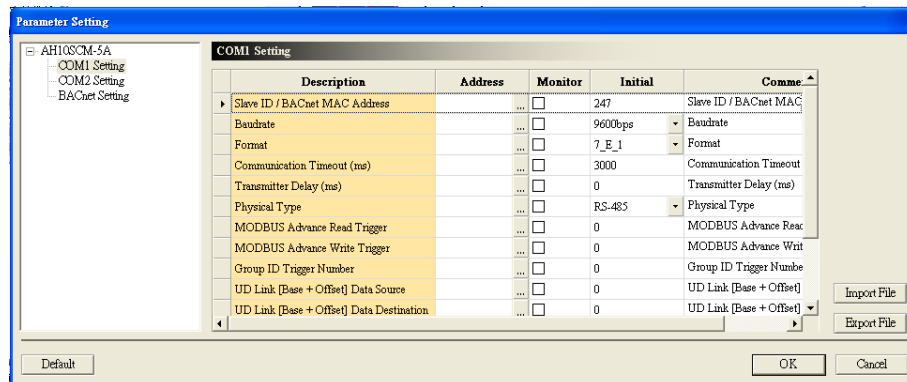 Parameter Setting
AH10SCM-5A
COM1 Setting
COM2 Setting
BACnet Setting
COM1 Setting
Description Address Monitor Initial Comme
Slave ID / BACnet MAC Address ... 247 Slave ID / BACnet MAC
Baudrate ... 9600bps Baudrate
Format ... 7_E_1 Format
Communication Timeout (ms) ... 3000 Communication Timeout
Transmitter Delay (ms) ... 0 Transmitter Delay (ms)
Physical Type ... RS-485 Physical Type
MODBUS Advance Read Trigger ... 0 MODBUS Advance Read
MODBUS Advance Write Trigger ... 0 MODBUS Advance Writ
Group ID Trigger Number ... 0 Group ID Trigger Numbe
UD Link [Base + Offset] Data Source ... 0 UD Link [Base + Offset]
UD Link [Base + Offset] Data Destination ... 0 UD Link [Base + Offset]
Import File
Export File
Default OK Cancel